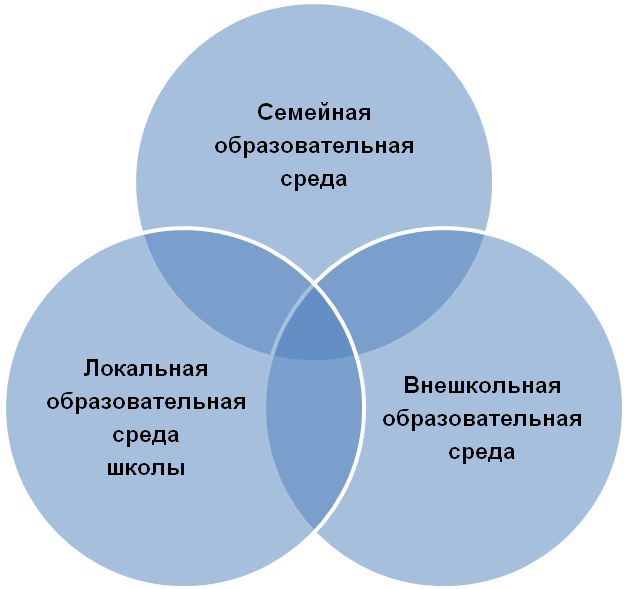 Семейная
образовательная
среда
Локальная
образовательная
среда
школы
Внешкольная
образовательная
среда